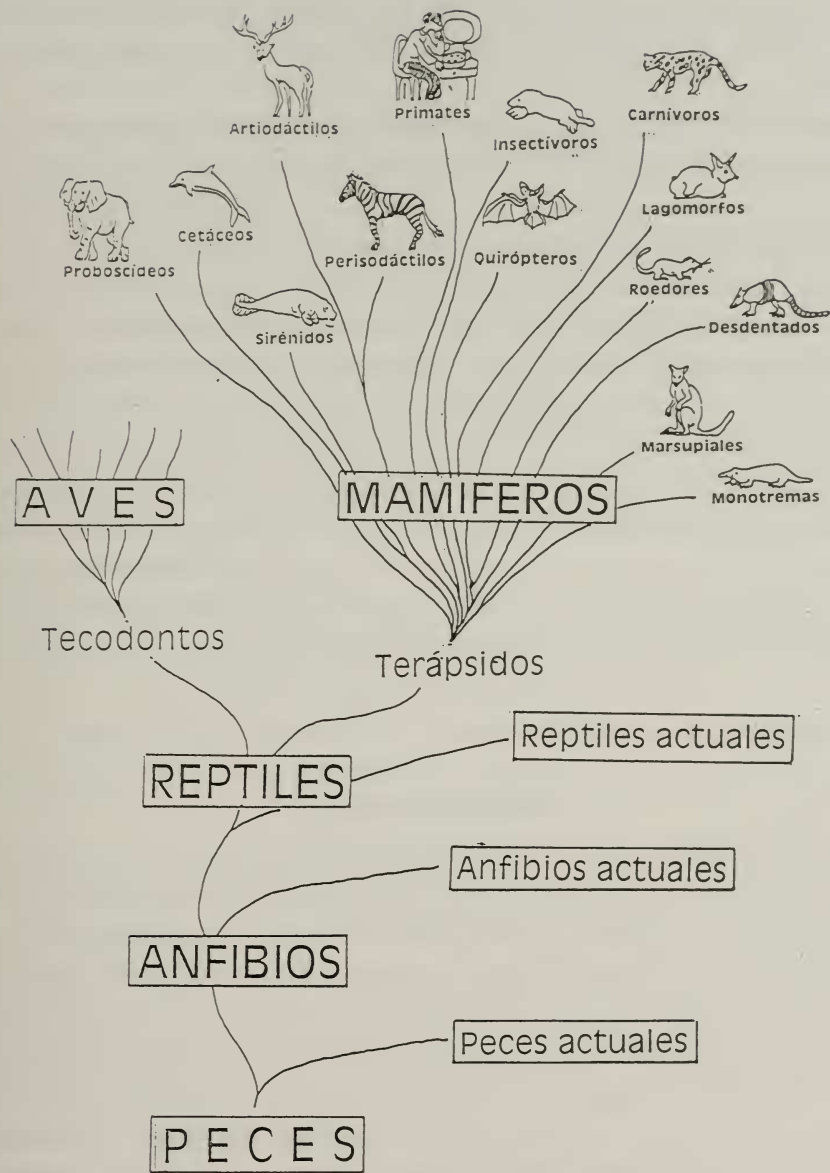 Artiodáctilos
Primates
Insectívoros
Carnívoros
Proboscídeos
Cetáceos
Perisodáctilos
Quirópteros
Lagomorfos
Sirénidos
Roedores
Desdentados
Marsupiales
Monotremas
AVES
MAMIFEROS
Tecodontos
Terápsidos
REPTILES
Reptiles actuales
Anfibios actuales
ANFIBIOS
Peces actuales
PECES